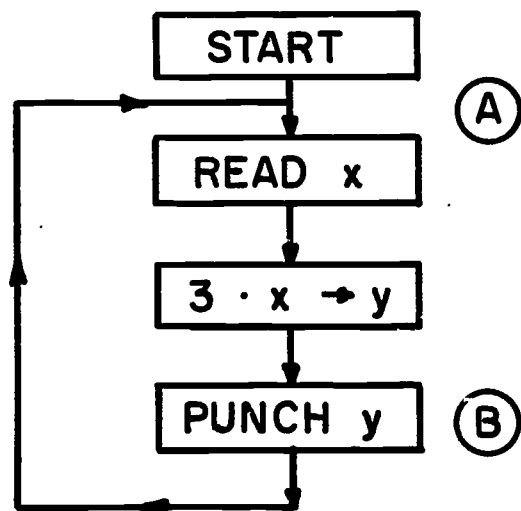 START
A
READ x
3 · x → y
PUNCH y
B